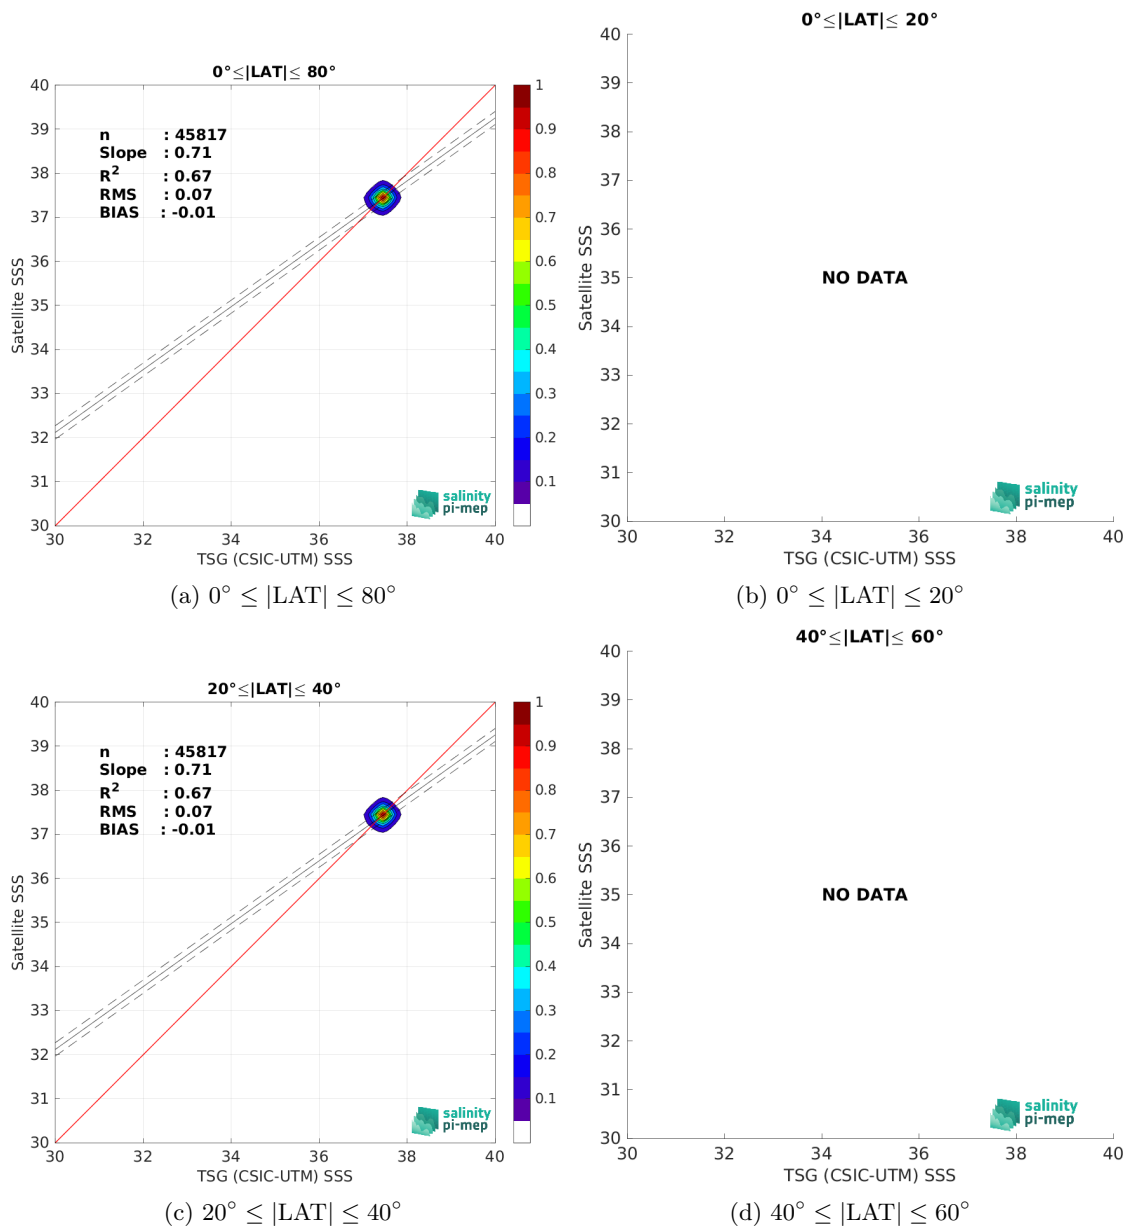 0°≤|LAT|≤ 80°
40
39
38
37
36
35
34
33
32
31
30
Satellite SSS
n : 45817
Slope : 0.71
R² : 0.67
RMS : 0.07
BIAS : -0.01
salinity
pi-mep
30 32 34 36 38 40
TSG (CSIC-UTM) SSS
1
0.9
0.8
0.7
0.6
0.5
0.4
0.3
0.2
0.1
(a) 0° ≤ |LAT| ≤ 80°
0°≤|LAT|≤ 20°
40
39
38
37
36
35
34
33
32
31
30
Satellite SSS
NO DATA
salinity
pi-mep
30 32 34 36 38 40
TSG (CSIC-UTM) SSS
(b) 0° ≤ |LAT| ≤ 20°
20°≤|LAT|≤ 40°
40
39
38
37
36
35
34
33
32
31
30
Satellite SSS
n : 45817
Slope : 0.71
R² : 0.67
RMS : 0.07
BIAS : -0.01
salinity
pi-mep
30 32 34 36 38 40
TSG (CSIC-UTM) SSS
1
0.9
0.8
0.7
0.6
0.5
0.4
0.3
0.2
0.1
(c) 20° ≤ |LAT| ≤ 40°
40°≤|LAT|≤ 60°
40
39
38
37
36
35
34
33
32
31
30
Satellite SSS
NO DATA
salinity
pi-mep
30 32 34 36 38 40
TSG (CSIC-UTM) SSS
(d) 40° ≤ |LAT| ≤ 60°